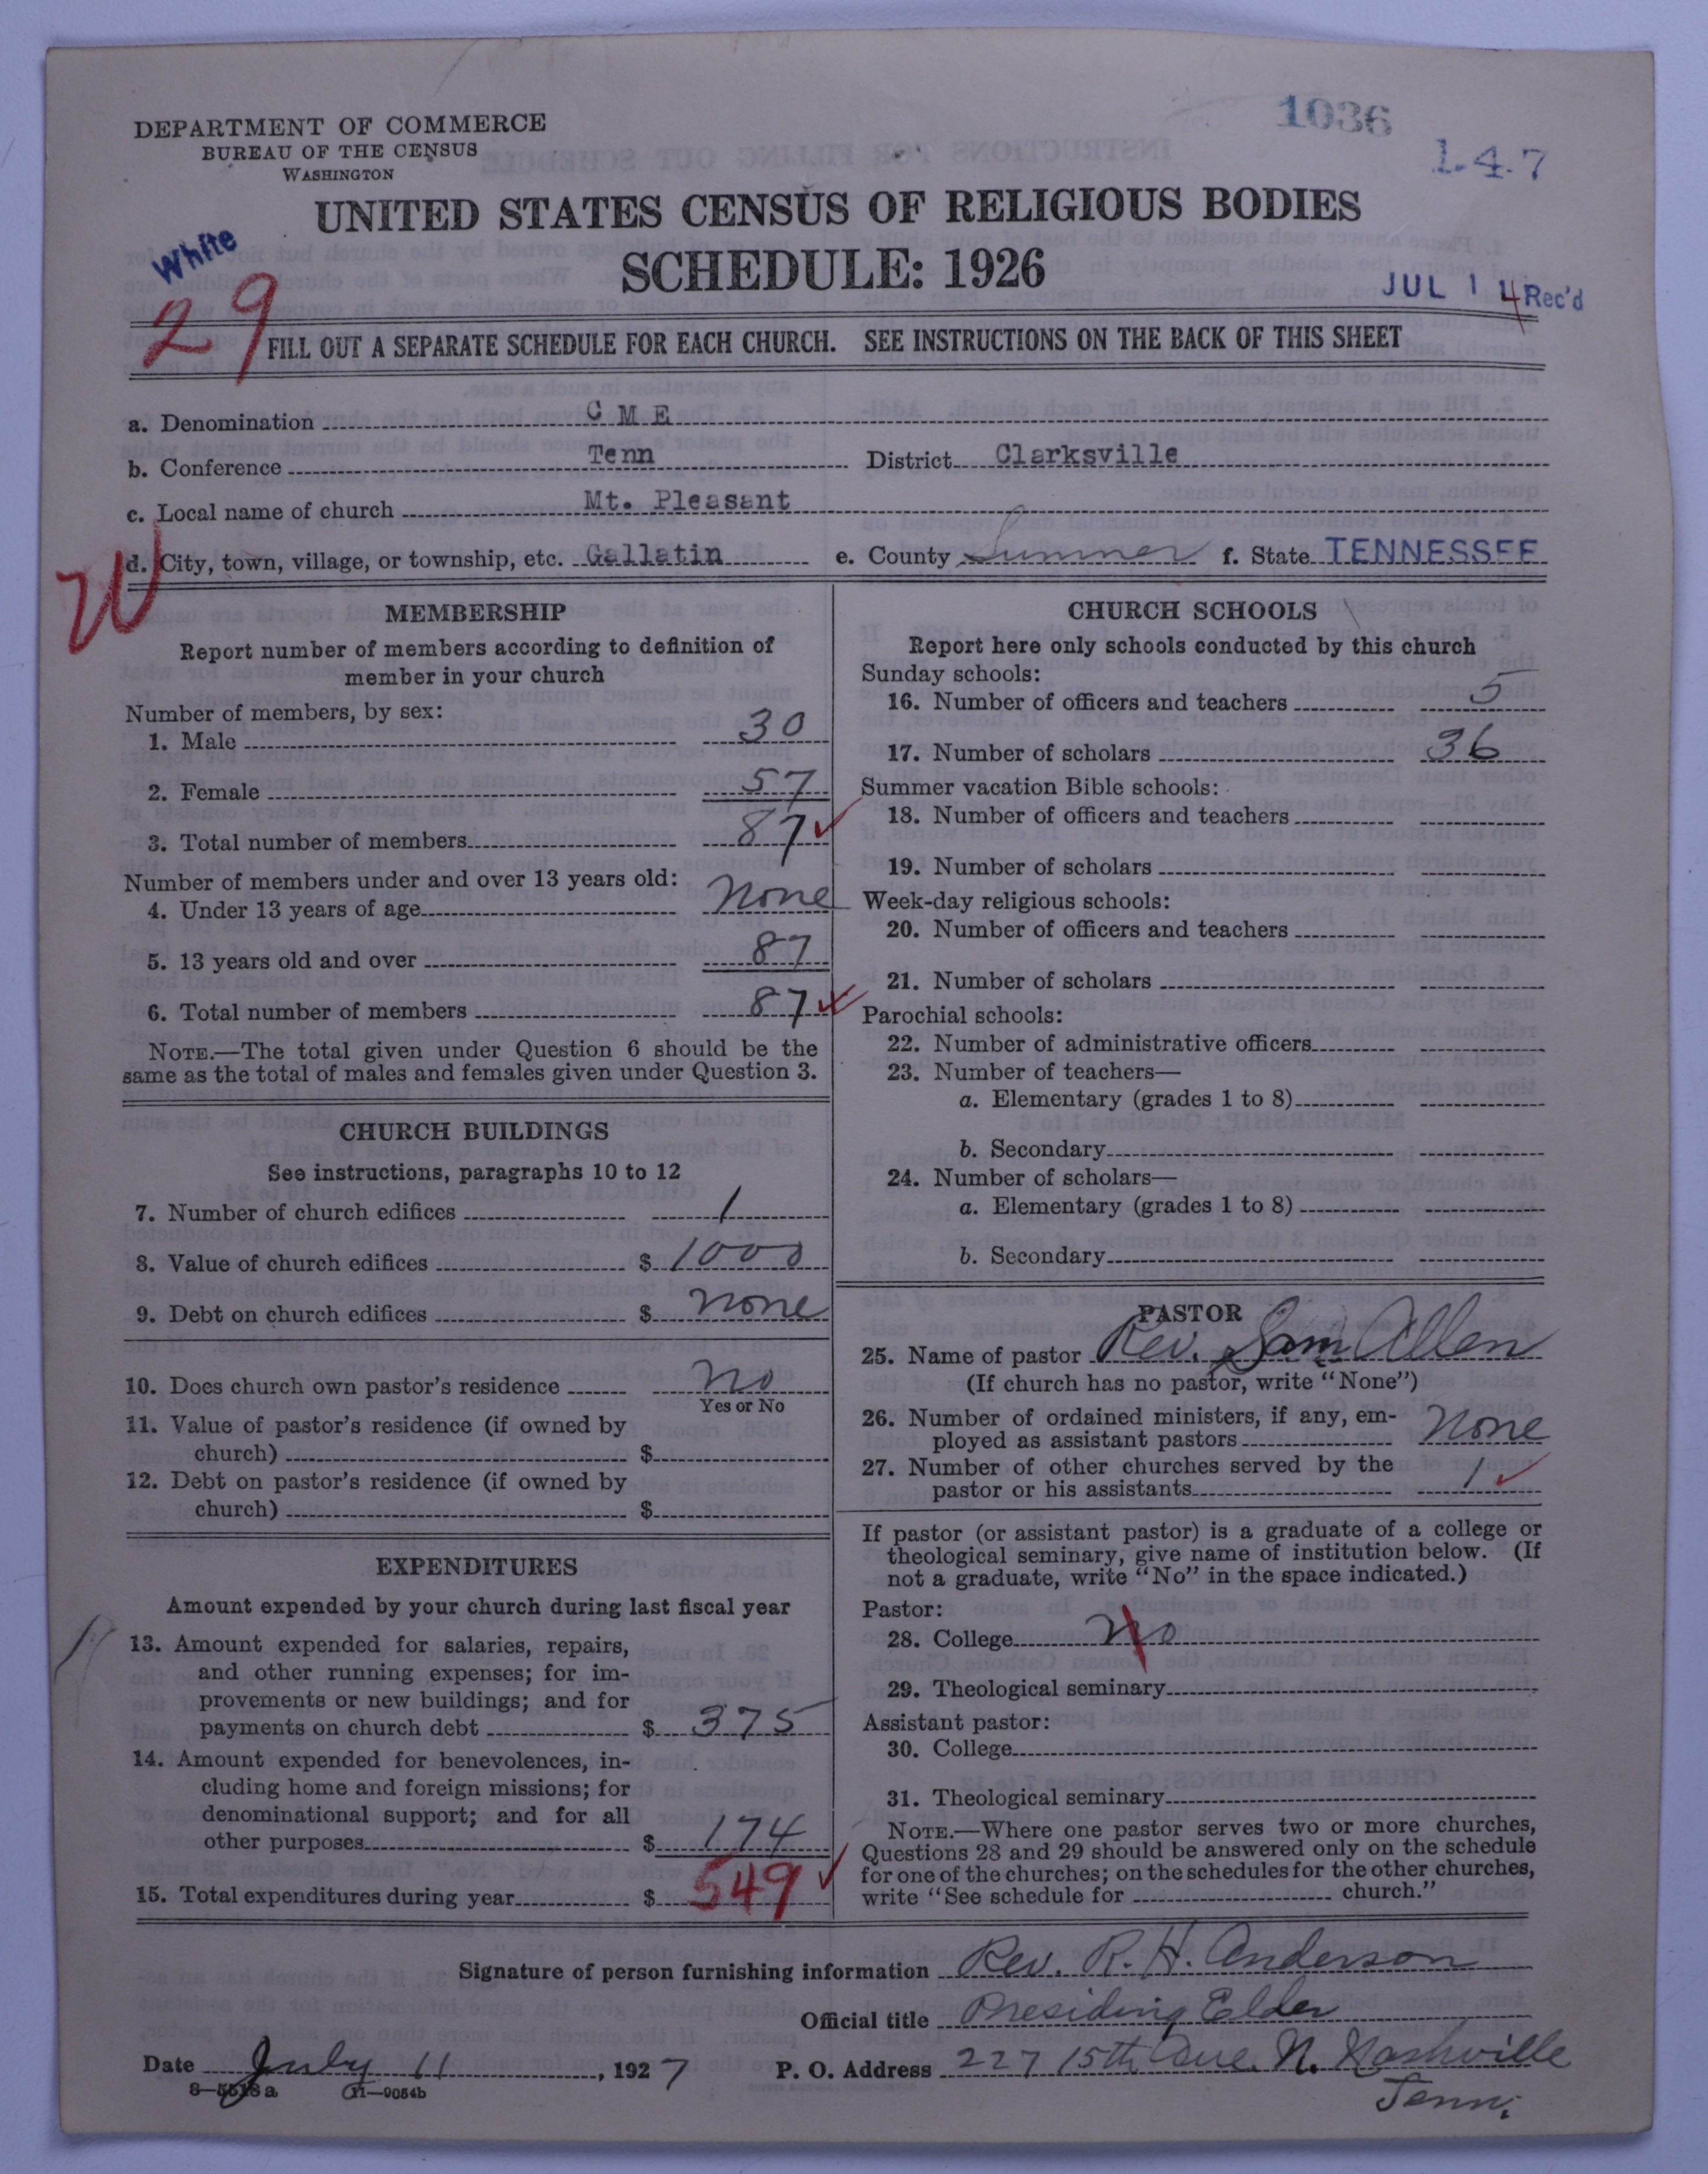 1036
1-4-7
DEPARTMENT OF COMMERCE
BUREAU OF THE CENSUS
WASHINGTON
UNITED STATES CENSUS OF RELIGIOUS BODIES
SCHEDULE: 1926
White
29
JUL 14 Rec'd
FILL OUT A SEPARATE SCHEDULE FOR EACH CHURCH. SEE INSTRUCTIONS ON THE BACK OF THIS SHEET
a. Denomination C M E
b. Conference Tenn District Clarksville
c. Local name of church Mt. Pleasant
W
d. City, town, village, or township, etc. Gallatin e. County Sumner f. State TENNESSEE
MEMBERSHIP
Report number of members according to definition of
member in your church
Number of members, by sex:
1. Male 30
2. Female 57
3. Total number of members 87
Number of members under and over 13 years old:
4. Under 13 years of age None
5. 13 years old and over 87
6. Total number of members 87
NOTE.—The total given under Question 6 should be the
same as the total of males and females given under Question 3.
CHURCH BUILDINGS
See instructions, paragraphs 10 to 12
7. Number of church edifices 1
8. Value of church edifices $ 1000
9. Debt on church edifices $ None
10. Does church own pastor's residence No
Yes or No
11. Value of pastor's residence (if owned by
church) $
12. Debt on pastor's residence (if owned by
church) $
EXPENDITURES
Amount expended by your church during last fiscal year
13. Amount expended for salaries, repairs,
and other running expenses; for im-
provements or new buildings; and for
payments on church debt $ 375
14. Amount expended for benevolences, in-
cluding home and foreign missions; for
denominational support; and for all
other purposes $ 174
15. Total expenditures during year $ 549
CHURCH SCHOOLS
Report here only schools conducted by this church
Sunday schools:
16. Number of officers and teachers 5
17. Number of scholars 36
Summer vacation Bible schools:
18. Number of officers and teachers
19. Number of scholars
Week-day religious schools:
20. Number of officers and teachers
21. Number of scholars
Parochial schools:
22. Number of administrative officers
23. Number of teachers—
a. Elementary (grades 1 to 8)
b. Secondary
24. Number of scholars—
a. Elementary (grades 1 to 8)
b. Secondary
PASTOR
25. Name of pastor Rev. Sam Allen
(If church has no pastor, write "None")
26. Number of ordained ministers, if any, em-
ployed as assistant pastors None
27. Number of other churches served by the
pastor or his assistants 1
If pastor (or assistant pastor) is a graduate of a college or
theological seminary, give name of institution below. (If
not a graduate, write "No" in the space indicated.)
Pastor:
28. College No
29. Theological seminary
Assistant pastor:
30. College
31. Theological seminary
NOTE.—Where one pastor serves two or more churches,
Questions 28 and 29 should be answered only on the schedule
for one of the churches; on the schedules for the other churches,
write "See schedule for church."
Signature of person furnishing information Rev. R. H. Anderson
Official title Presiding Elder
Date July 11, 1927 P. O. Address 227 15th Ave. N. Nashville
Tenn.
8—5518a 11—9054b